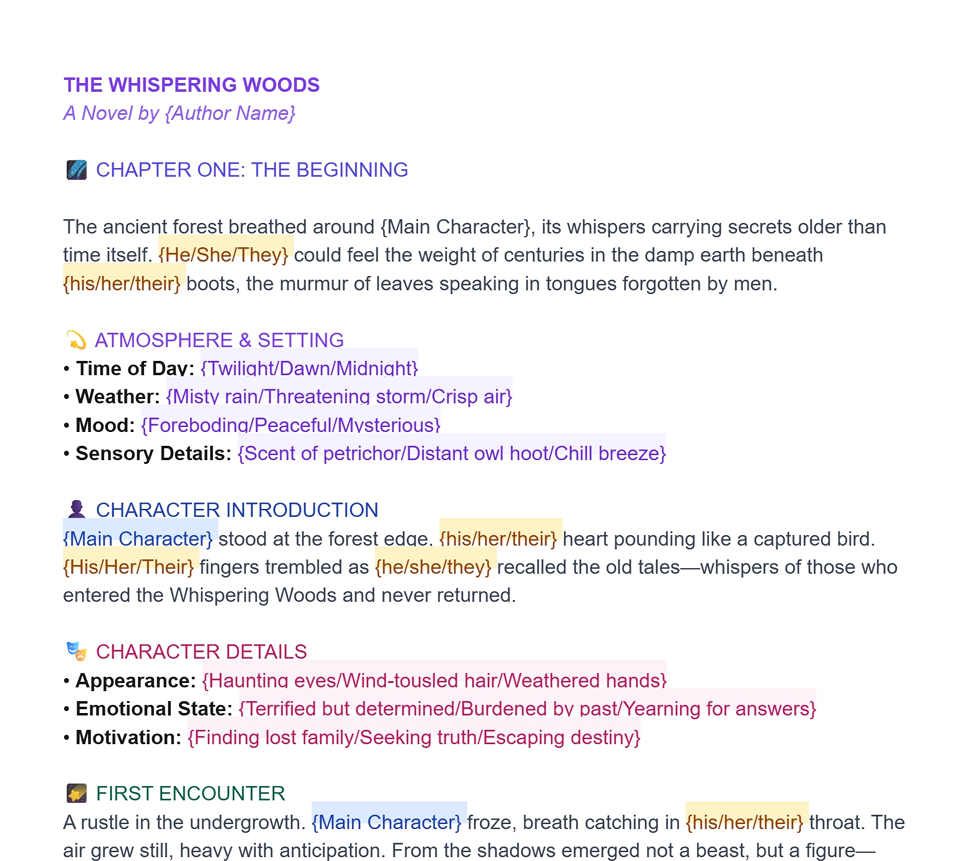 THE WHISPERING WOODS
A Novel by {Author Name}
CHAPTER ONE: THE BEGINNING
The ancient forest breathed around {Main Character}, its whispers carrying secrets older than
time itself. {He/She/They} could feel the weight of centuries in the damp earth beneath
{his/her/their} boots, the murmur of leaves speaking in tongues forgotten by men.
ATMOSPHERE & SETTING
• Time of Day: {Twilight/Dawn/Midnight}
• Weather: {Misty rain/Threatening storm/Crisp air}
• Mood: {Foreboding/Peaceful/Mysterious}
• Sensory Details: {Scent of petrichor/Distant owl hoot/Chill breeze}
CHARACTER INTRODUCTION
{Main Character} stood at the forest edge, {his/her/their} heart pounding like a captured bird.
{His/Her/Their} fingers trembled as {he/she/they} recalled the old tales—whispers of those who
entered the Whispering Woods and never returned.
CHARACTER DETAILS
• Appearance: {Haunting eyes/Wind-tousled hair/Weathered hands}
• Emotional State: {Terrified but determined/Burdened by past/Yearning for answers}
• Motivation: {Finding lost family/Seeking truth/Escaping destiny}
FIRST ENCOUNTER
A rustle in the undergrowth. {Main Character} froze, breath catching in {his/her/their} throat. The
air grew still, heavy with anticipation. From the shadows emerged not a beast, but a figure—